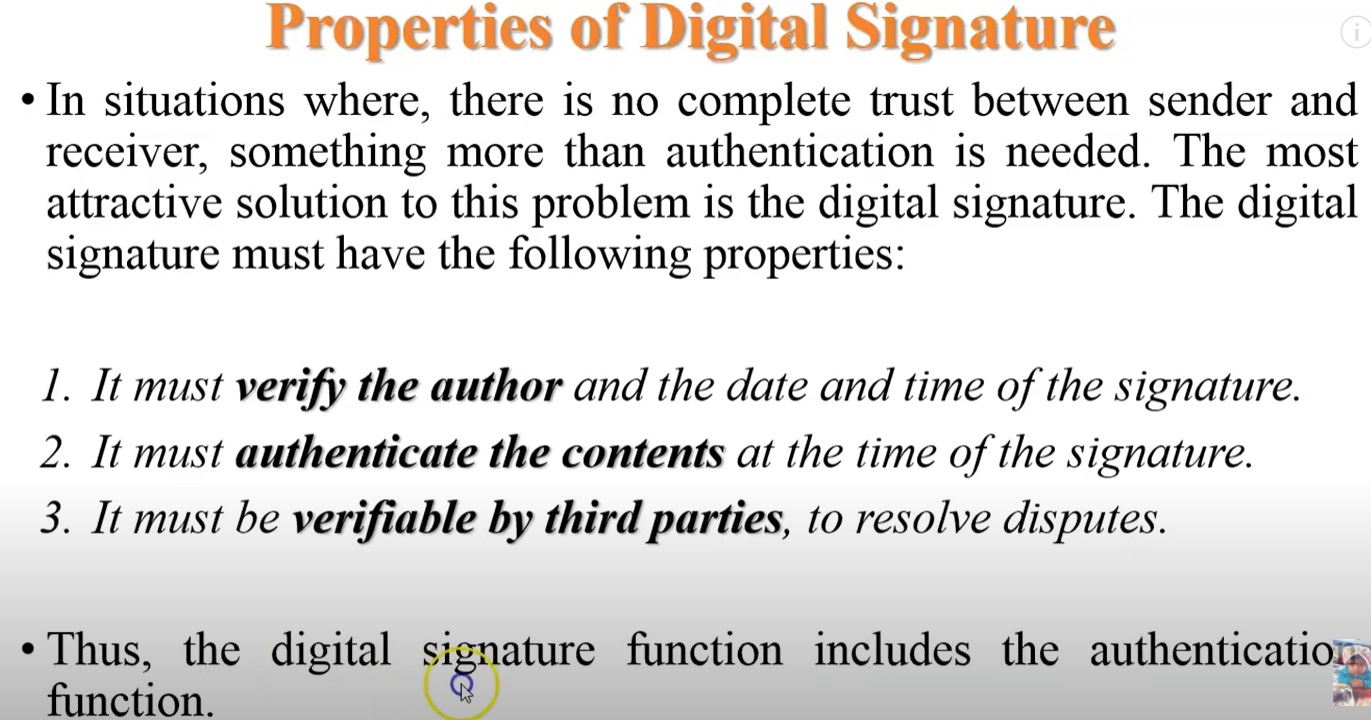 Properties of Digital Signature
• In situations where, there is no complete trust between sender and
receiver, something more than authentication is needed. The most
attractive solution to this problem is the digital signature. The digital
signature must have the following properties:
1. It must verify the author and the date and time of the signature.
2. It must authenticate the contents at the time of the signature.
3. It must be verifiable by third parties, to resolve disputes.
• Thus, the digital signature function includes the authenticatio
function.